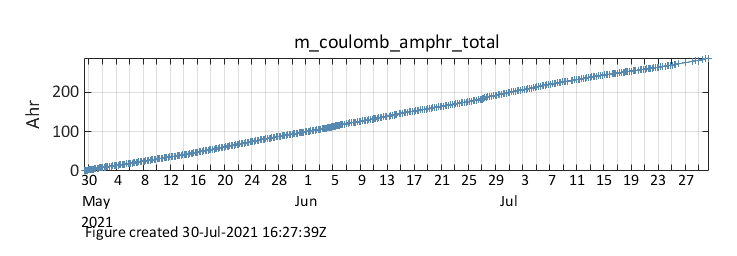 m_coulomb_amphr_total
Ahr
200
100
0
30 4 8 12 16 20 24 28 1 5 9 13 17 21 25 29 3 7 11 15 19 23 27
May Jun Jul
2021
Figure created 30-Jul-2021 16:27:39Z